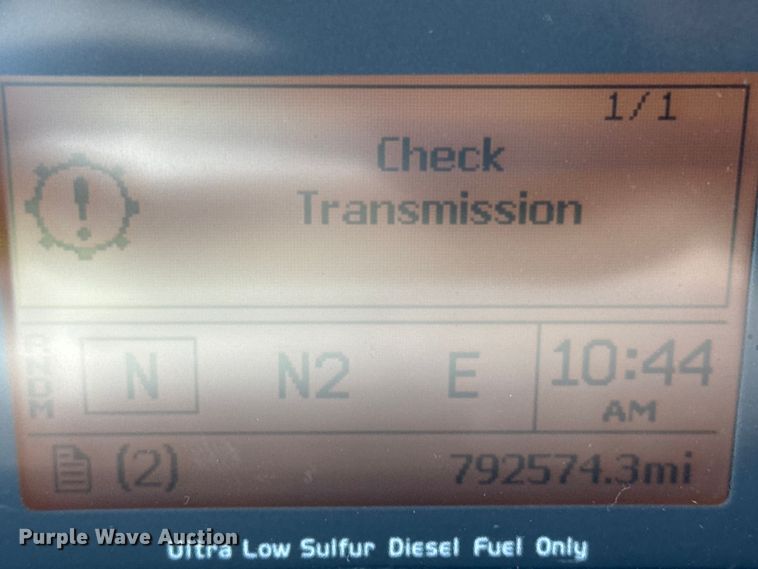 1/1
Check
Transmission
RNDM
N N2 E 10:44
AM
(2) 792574.3mi
Purple Wave Auction
Ultra Low Sulfur Diesel Fuel Only